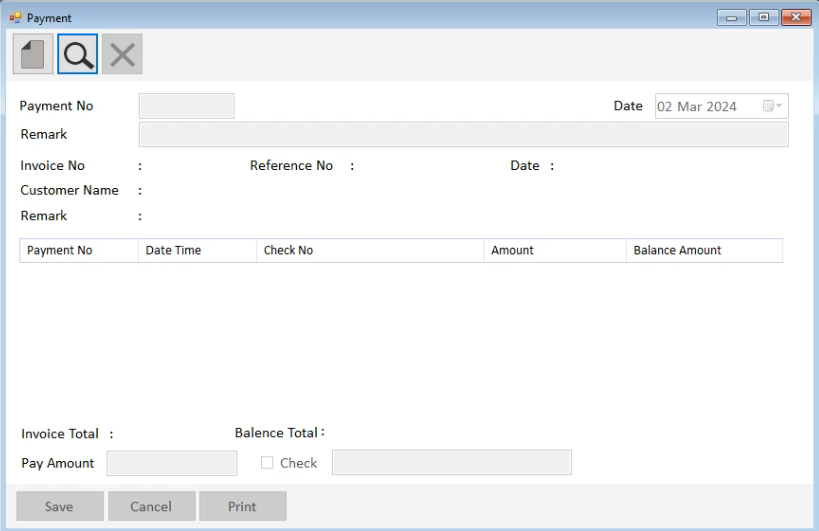 Payment
Payment No Date 02 Mar 2024
Remark
Invoice No : Reference No : Date :
Customer Name :
Remark :
Payment No Date Time Check No Amount Balance Amount
Invoice Total : Balence Total :
Pay Amount Check
Save Cancel Print